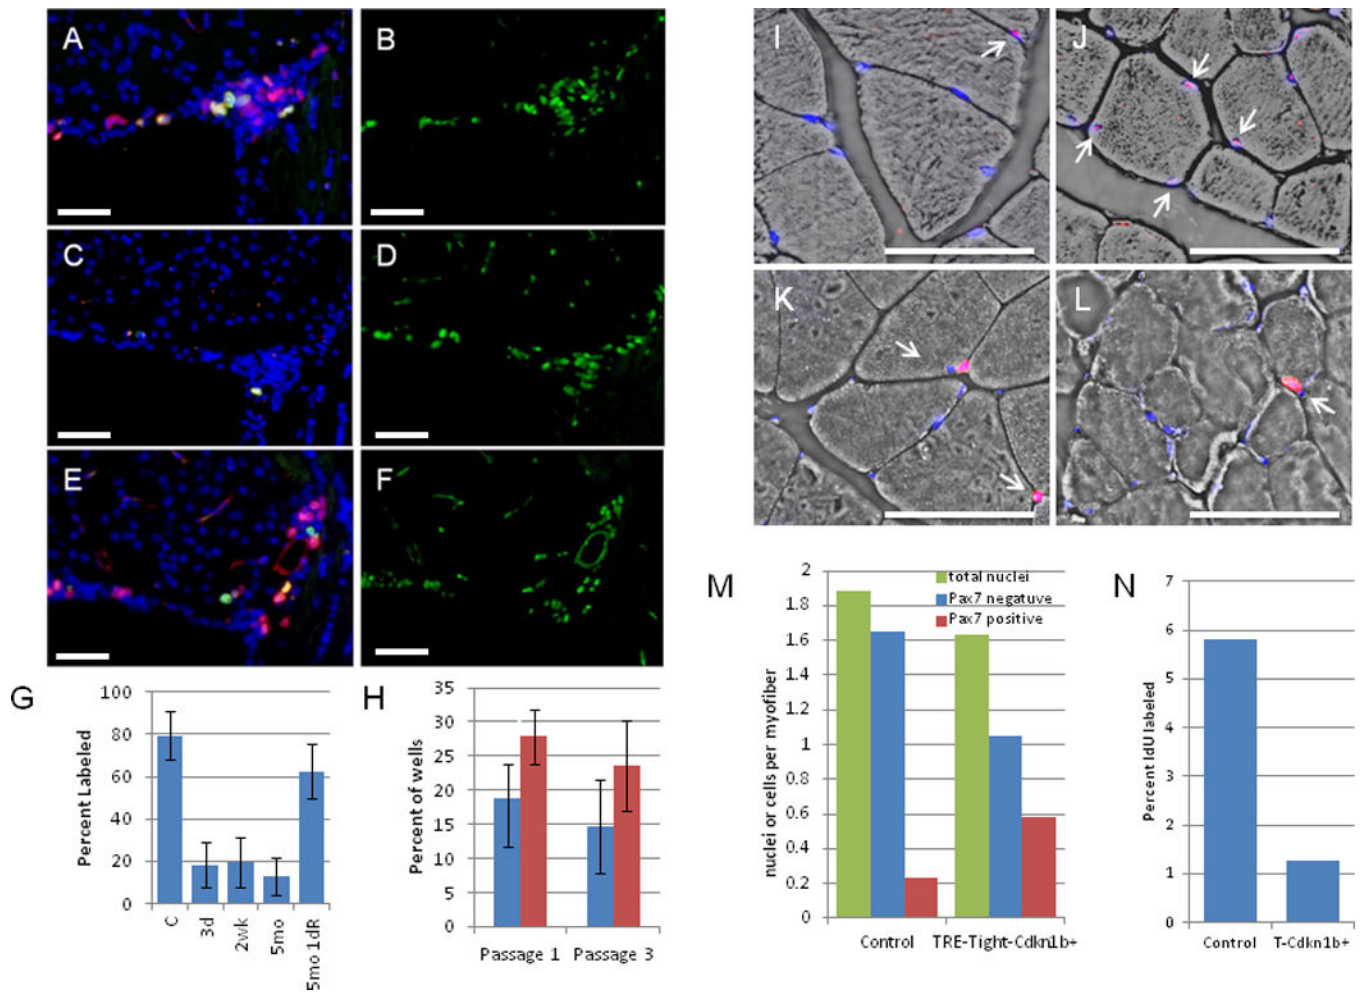 A
B
C
D
E
F
G
Percent Labeled
100
80
60
40
20
0
C
3d
2wk
5mo
5mo 1dR
H
Percent of wells
35
30
25
20
15
10
5
0
Passage 1
Passage 3
I
J
K
L
M
nuclei or cells per myofiber
2
1.8
1.6
1.4
1.2
1
0.8
0.6
0.4
0.2
0
total nuclei
Pax7 negatuve
Pax7 positive
Control
TRE-Tight-Cdkn1b+
N
Percent IdU labeled
7
6
5
4
3
2
1
0
Control
T-Cdkn1b+